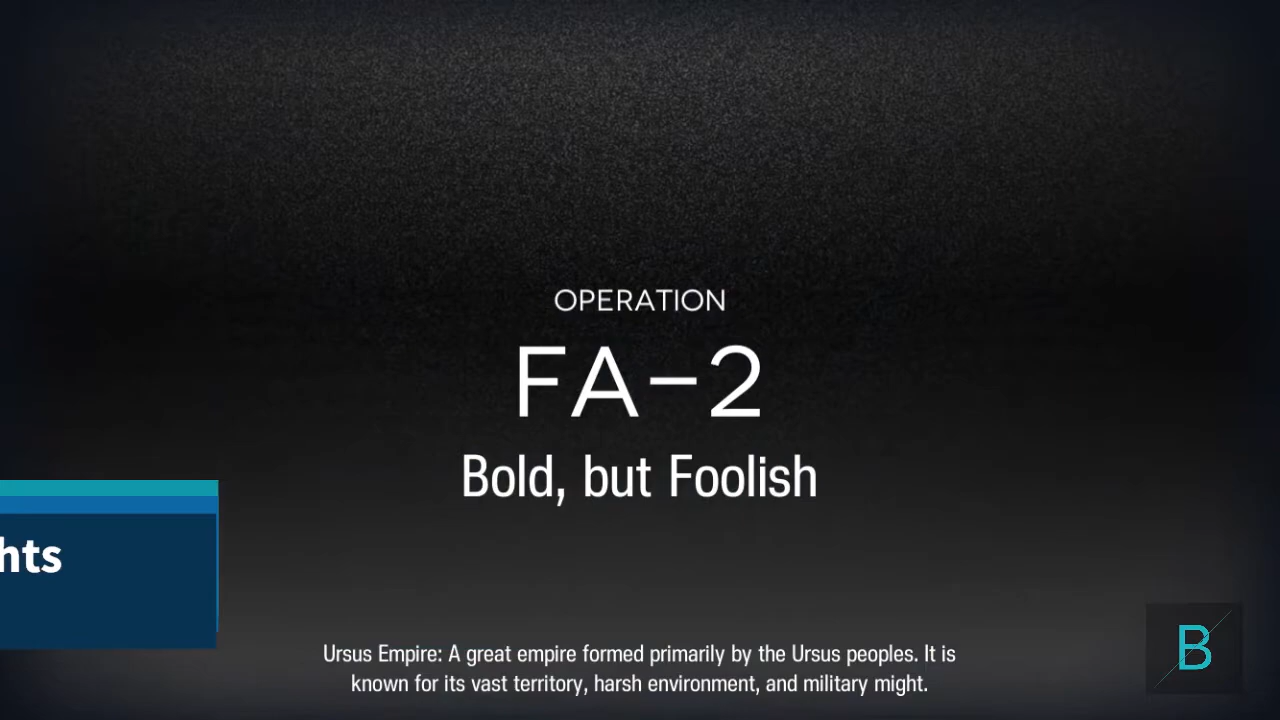 OPERATION
FA-2
Bold, but Foolish
hts
Ursus Empire: A great empire formed primarily by the Ursus peoples. It is
known for its vast territory, harsh environment, and military might.
B